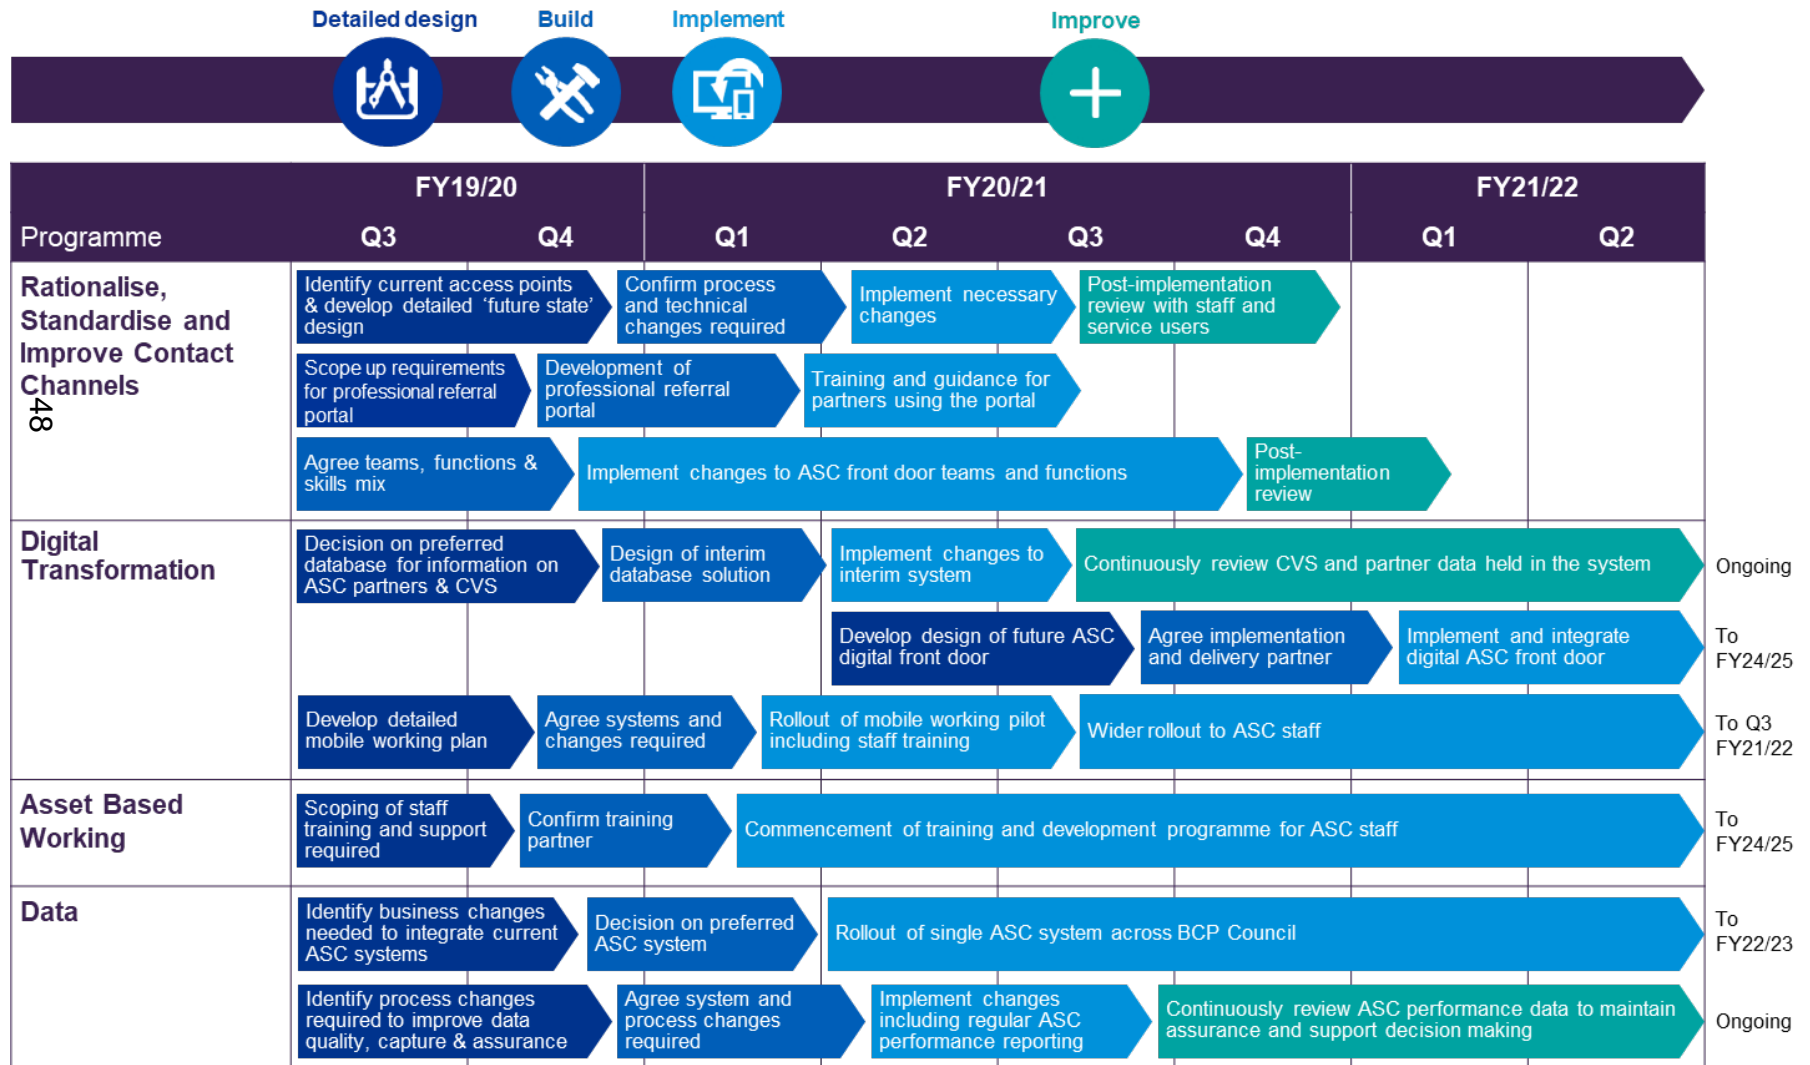 Detailed design
Build
Implement
Improve
FY19/20
FY20/21
FY21/22
Programme
Q3
Q4
Q1
Q2
Q3
Q4
Q1
Q2
Rationalise,
Standardise and
Improve Contact
Channels
48
Identify current access points
& develop detailed ‘future state’
design
Confirm process
and technical
changes required
Implement necessary
changes
Post-implementation
review with staff and
service users
Scope up requirements
for professional referral
portal
Development of
professional referral
portal
Training and guidance for
partners using the portal
Agree teams, functions &
skills mix
Implement changes to ASC front door teams and functions
Post-
implementation
review
Digital
Transformation
Decision on preferred
database for information on
ASC partners & CVS
Design of interim
database solution
Implement changes to
interim system
Continuously review CVS and partner data held in the system
Ongoing
Develop design of future ASC
digital front door
Agree implementation
and delivery partner
Implement and integrate
digital ASC front door
To
FY24/25
Develop detailed
mobile working plan
Agree systems and
changes required
Rollout of mobile working pilot
including staff training
Wider rollout to ASC staff
To Q3
FY21/22
Asset Based
Working
Scoping of staff
training and support
required
Confirm training
partner
Commencement of training and development programme for ASC staff
To
FY24/25
Data
Identify business changes
needed to integrate current
ASC systems
Decision on preferred
ASC system
Rollout of single ASC system across BCP Council
To
FY22/23
Identify process changes
required to improve data
quality, capture & assurance
Agree system and
process changes
required
Implement changes
including regular ASC
performance reporting
Continuously review ASC performance data to maintain
assurance and support decision making
Ongoing